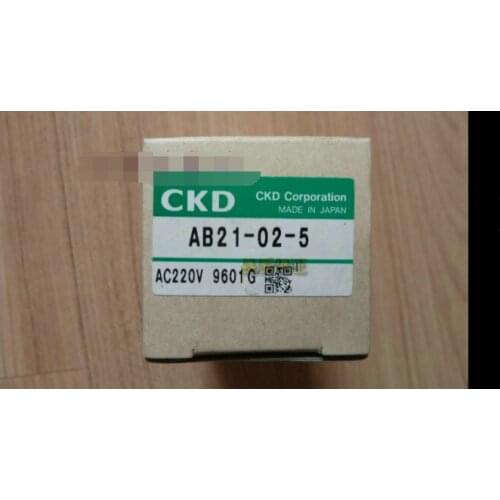 CKD
CKD Corporation
MADE IN JAPAN
AB21-02-5
AC220V 9601G